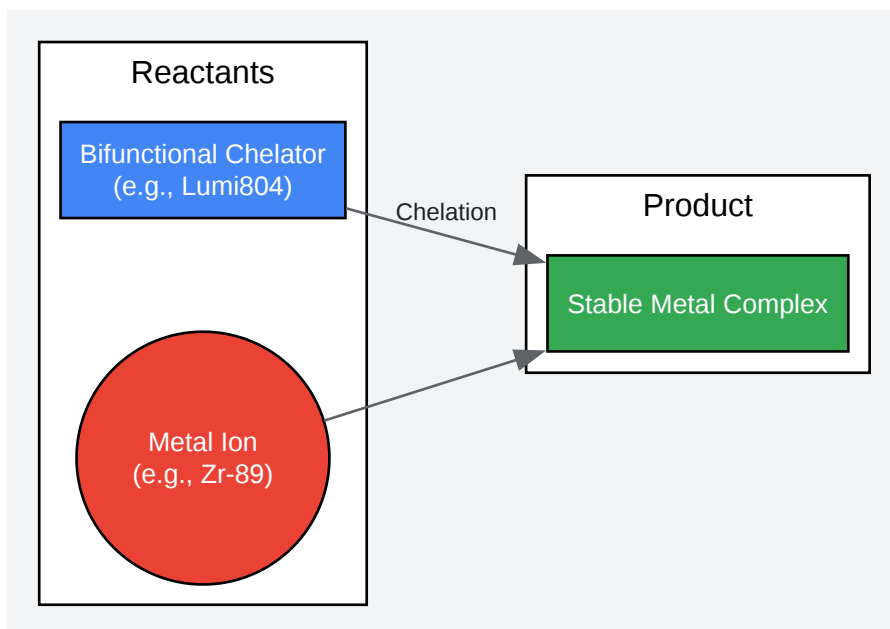 Reactants
Bifunctional Chelator
(e.g., Lumi804)
Metal Ion
(e.g., Zr-89)
Chelation
Product
Stable Metal Complex